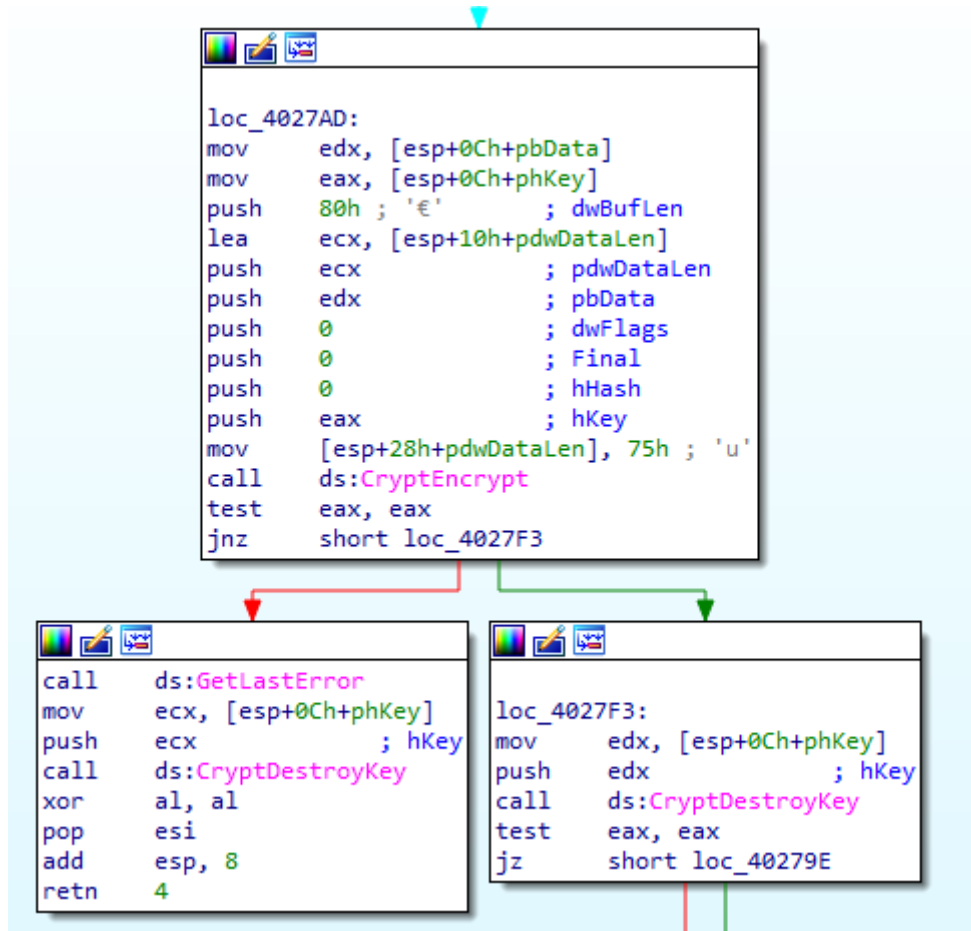 loc_4027AD:
mov edx, [esp+0Ch+pbData]
mov eax, [esp+0Ch+phKey]
push 80h ; '€' ; dwBufLen
lea ecx, [esp+10h+pdwDataLen]
push ecx ; pdwDataLen
push edx ; pbData
push 0 ; dwFlags
push 0 ; Final
push 0 ; hHash
push eax ; hKey
mov [esp+28h+pdwDataLen], 75h ; 'u'
call ds:CryptEncrypt
test eax, eax
jnz short loc_4027F3
call ds:GetLastError
mov ecx, [esp+0Ch+phKey]
push ecx ; hKey
call ds:CryptDestroyKey
xor al, al
pop esi
add esp, 8
retn 4
loc_4027F3:
mov edx, [esp+0Ch+phKey]
push edx ; hKey
call ds:CryptDestroyKey
test eax, eax
jz short loc_40279E